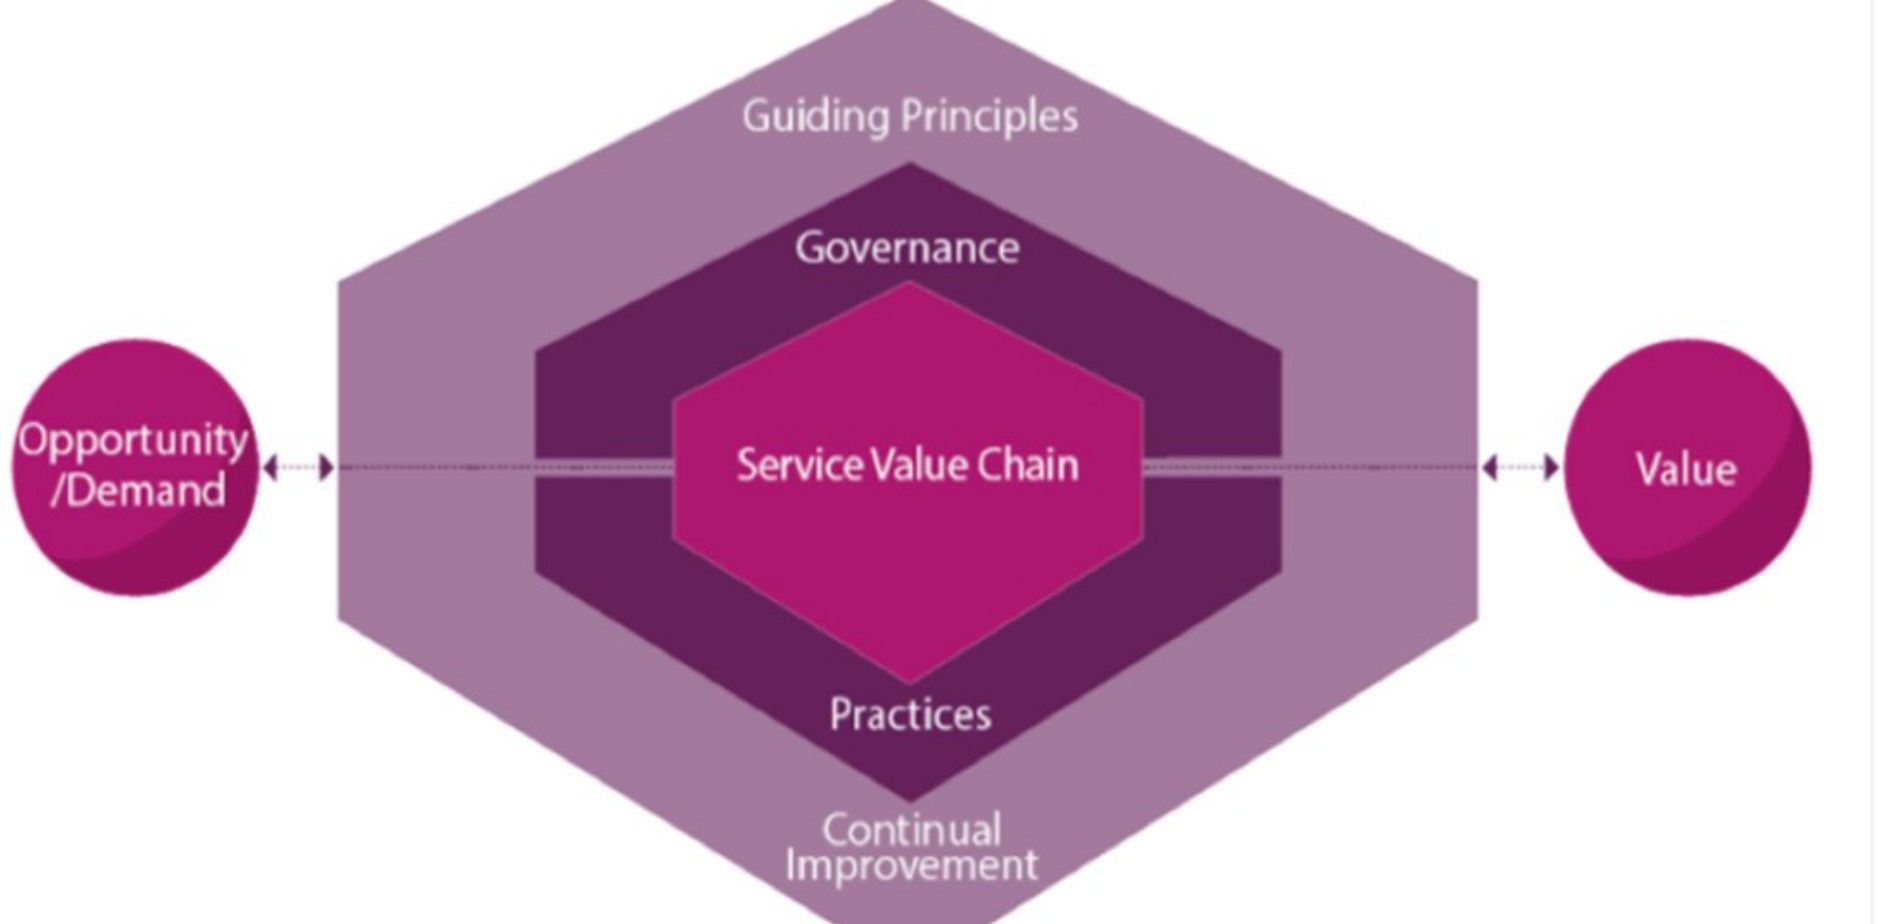 Guiding Principles
Governance
Opportunity
/Demand
Service Value Chain
Value
Practices
Continual
Improvement